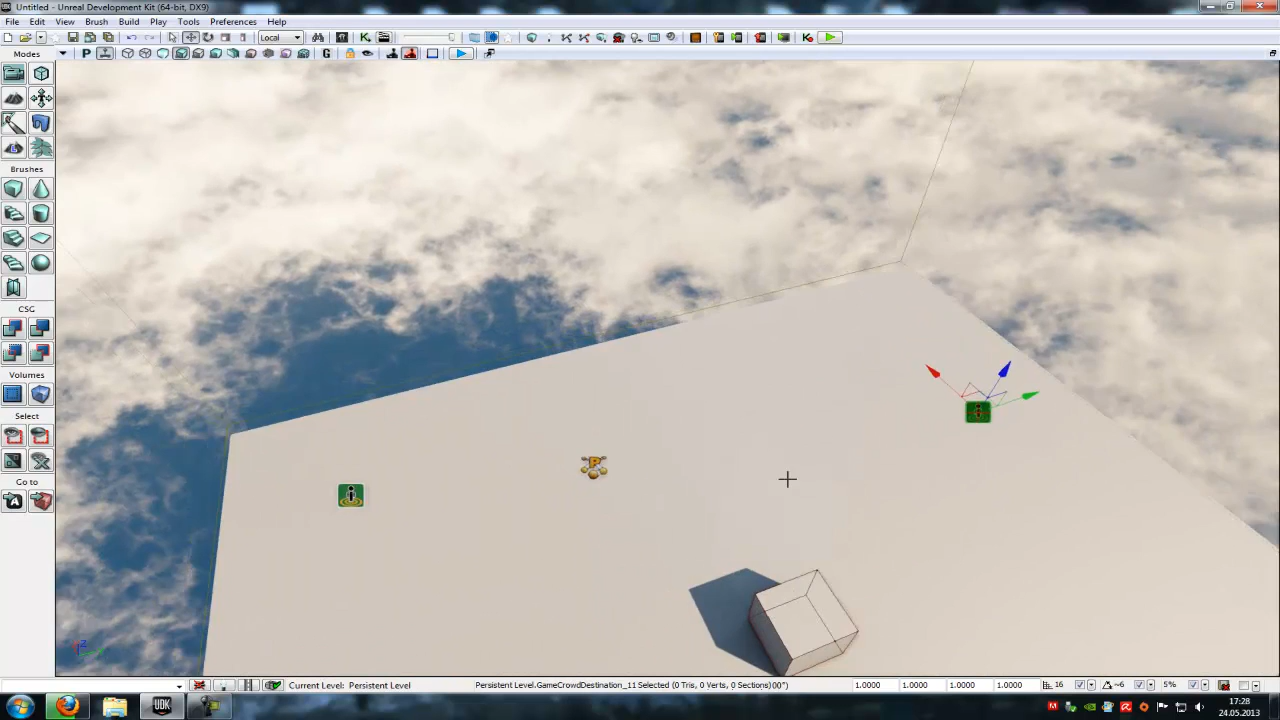 Untitled - Unreal Development Kit (64-bit, DX9)
File Edit View Brush Build Play Tools Preferences Help
Local
Modes
P
G
Brushes
CSG
Volumes
Select
Go to
A
P
Z
Current Level: Persistent Level
Persistent Level.GameCrowdDestination_11 Selected (0 Tris, 0 Verts, 0 Sections)
1.0000 1.0000 1.0000 1.0000
16
~6
5%
UDK
17:28
24.05.2013